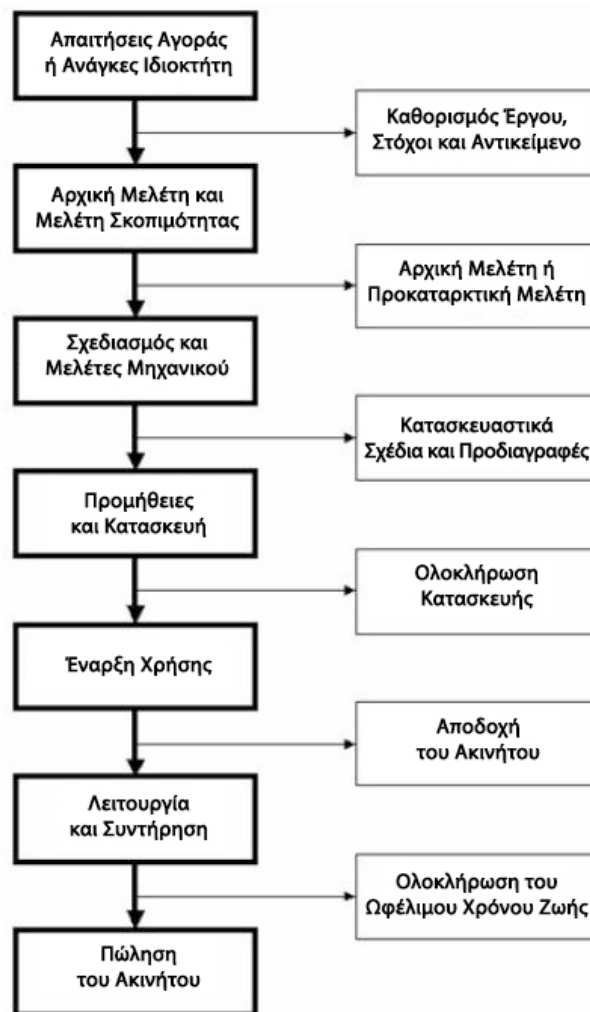 Απαιτήσεις Αγοράς
ή Ανάγκες Ιδιοκτήτη
Καθορισμός Έργου,
Στόχοι και Αντικείμενο
Αρχική Μελέτη και
Μελέτη Σκοπιμότητας
Αρχική Μελέτη ή
Προκαταρκτική Μελέτη
Σχεδιασμός και
Μελέτες Μηχανικού
Κατασκευαστικά
Σχέδια και Προδιαγραφές
Προμήθειες
και Κατασκευή
Ολοκλήρωση
Κατασκευής
Έναρξη Χρήσης
Αποδοχή
του Ακινήτου
Λειτουργία
και Συντήρηση
Ολοκλήρωση του
Ωφέλιμου Χρόνου Ζωής
Πώληση
του Ακινήτου